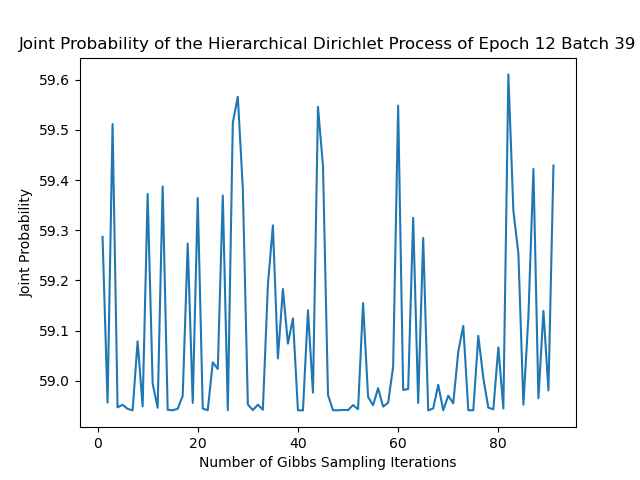 Joint Probability of the Hierarchical Dirichlet Process of Epoch 12 Batch 39
59.6
59.5
59.4
59.3
59.2
59.1
59.0
Joint Probability
0 20 40 60 80
Number of Gibbs Sampling Iterations